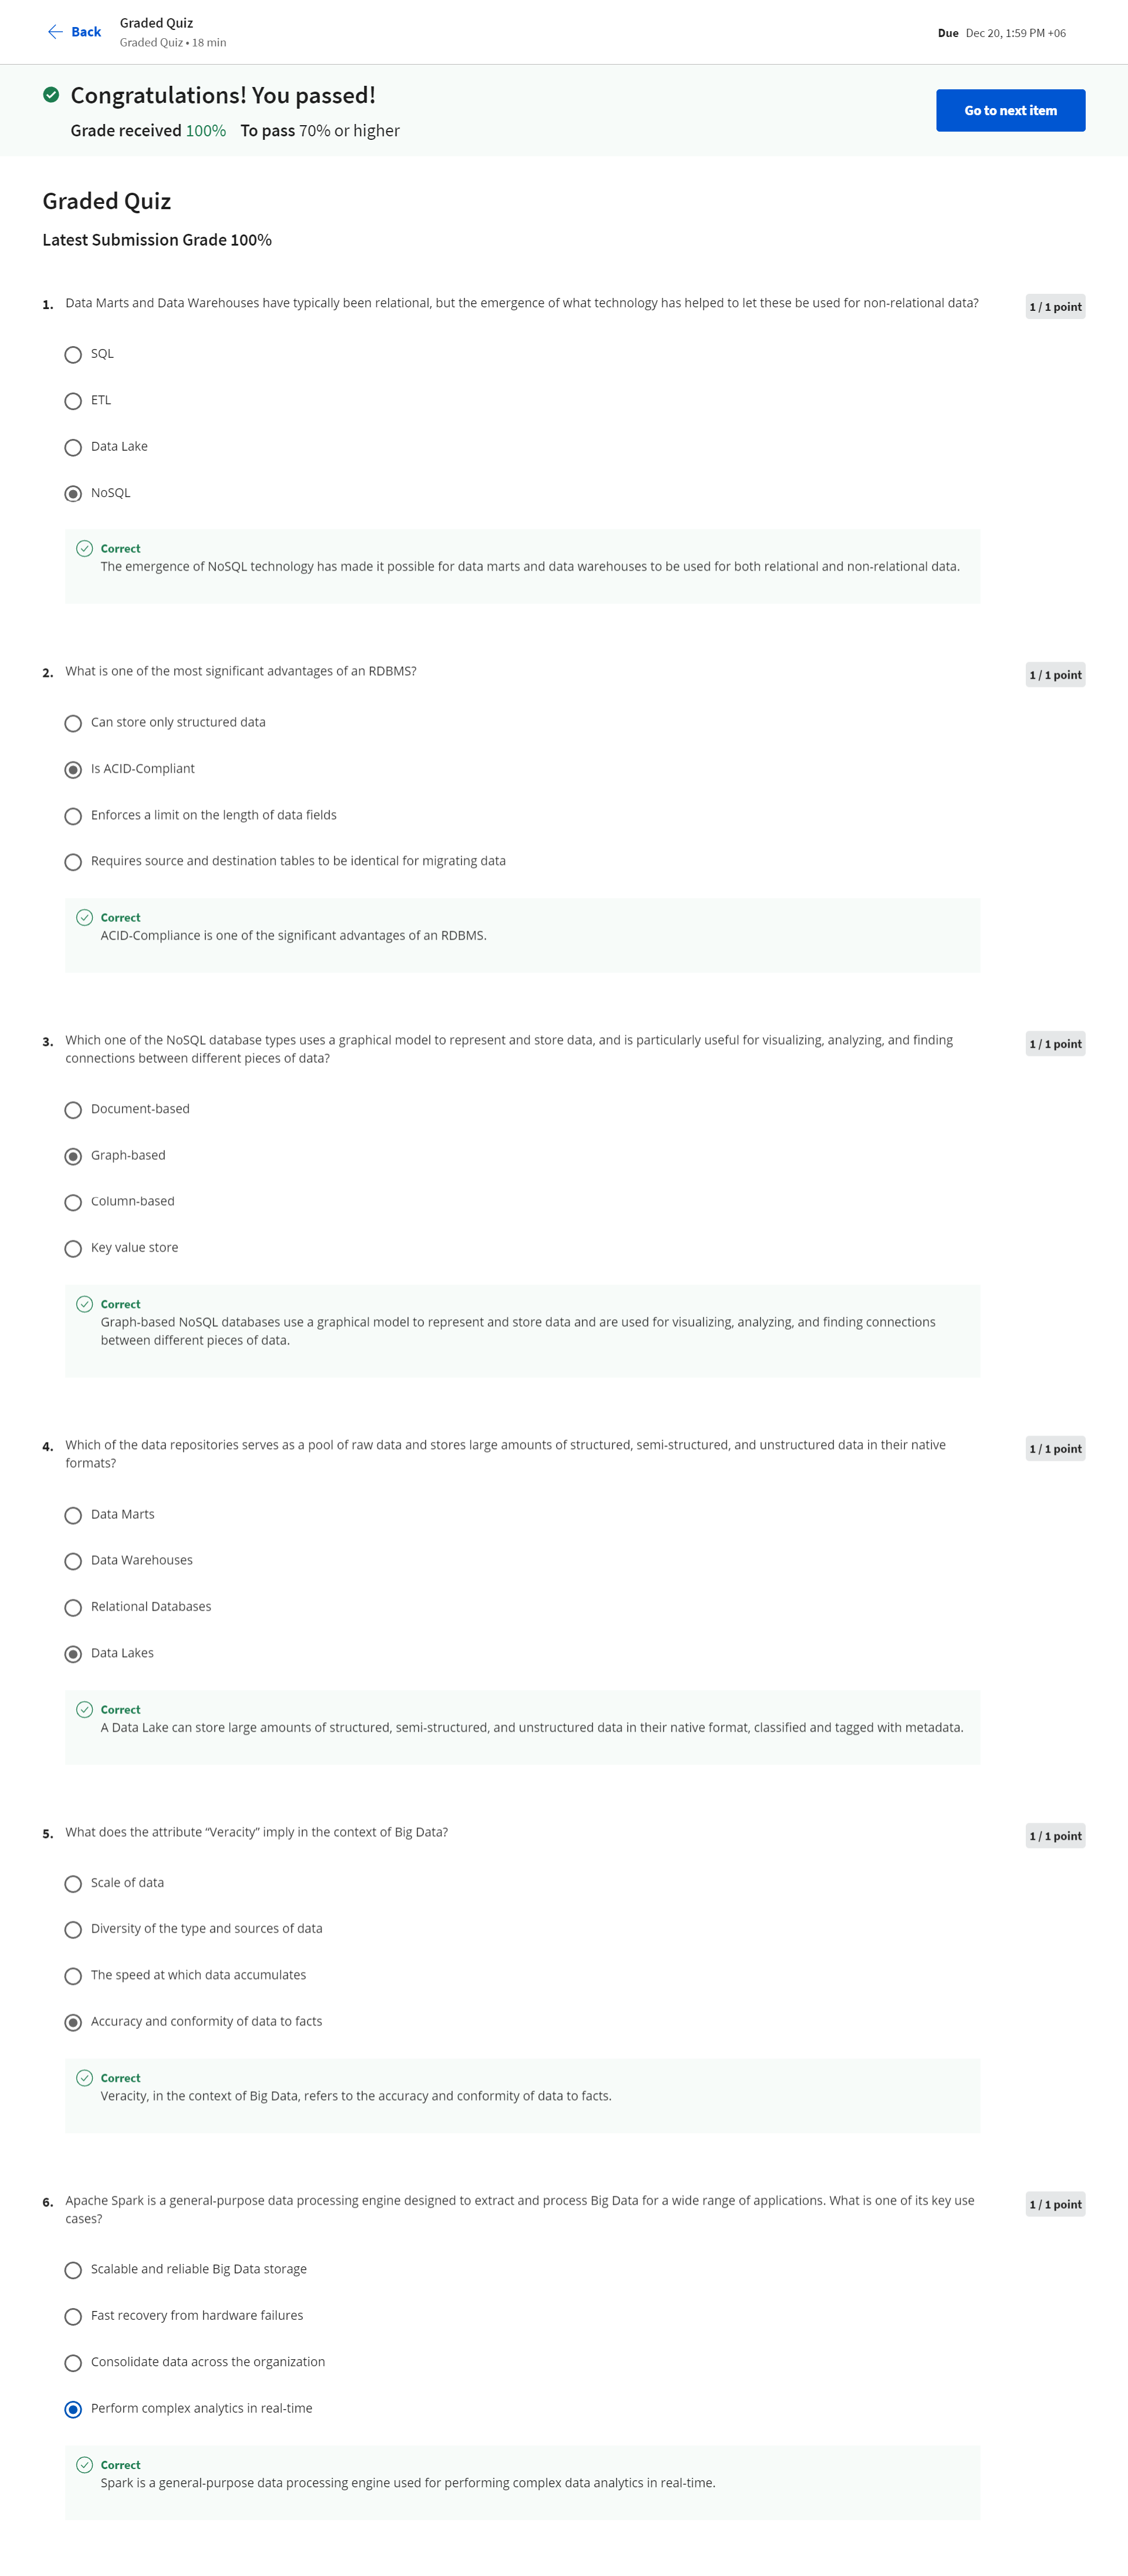 Back
Graded Quiz
Graded Quiz • 18 min
Due Dec 20, 1:59 PM +06
Congratulations! You passed!
Grade received 100% To pass 70% or higher
Go to next item
Graded Quiz
Latest Submission Grade 100%
1. Data Marts and Data Warehouses have typically been relational, but the emergence of what technology has helped to let these be used for non-relational data?
1 / 1 point
SQL
ETL
Data Lake
NoSQL
Correct
The emergence of NoSQL technology has made it possible for data marts and data warehouses to be used for both relational and non-relational data.
2. What is one of the most significant advantages of an RDBMS?
1 / 1 point
Can store only structured data
Is ACID-Compliant
Enforces a limit on the length of data fields
Requires source and destination tables to be identical for migrating data
Correct
ACID-Compliance is one of the significant advantages of an RDBMS.
3. Which one of the NoSQL database types uses a graphical model to represent and store data, and is particularly useful for visualizing, analyzing, and finding
connections between different pieces of data?
1 / 1 point
Document-based
Graph-based
Column-based
Key value store
Correct
Graph-based NoSQL databases use a graphical model to represent and store data and are used for visualizing, analyzing, and finding connections
between different pieces of data.
4. Which of the data repositories serves as a pool of raw data and stores large amounts of structured, semi-structured, and unstructured data in their native
formats?
1 / 1 point
Data Marts
Data Warehouses
Relational Databases
Data Lakes
Correct
A Data Lake can store large amounts of structured, semi-structured, and unstructured data in their native format, classified and tagged with metadata.
5. What does the attribute “Veracity” imply in the context of Big Data?
1 / 1 point
Scale of data
Diversity of the type and sources of data
The speed at which data accumulates
Accuracy and conformity of data to facts
Correct
Veracity, in the context of Big Data, refers to the accuracy and conformity of data to facts.
6. Apache Spark is a general-purpose data processing engine designed to extract and process Big Data for a wide range of applications. What is one of its key use
cases?
1 / 1 point
Scalable and reliable Big Data storage
Fast recovery from hardware failures
Consolidate data across the organization
Perform complex analytics in real-time
Correct
Spark is a general-purpose data processing engine used for performing complex data analytics in real-time.